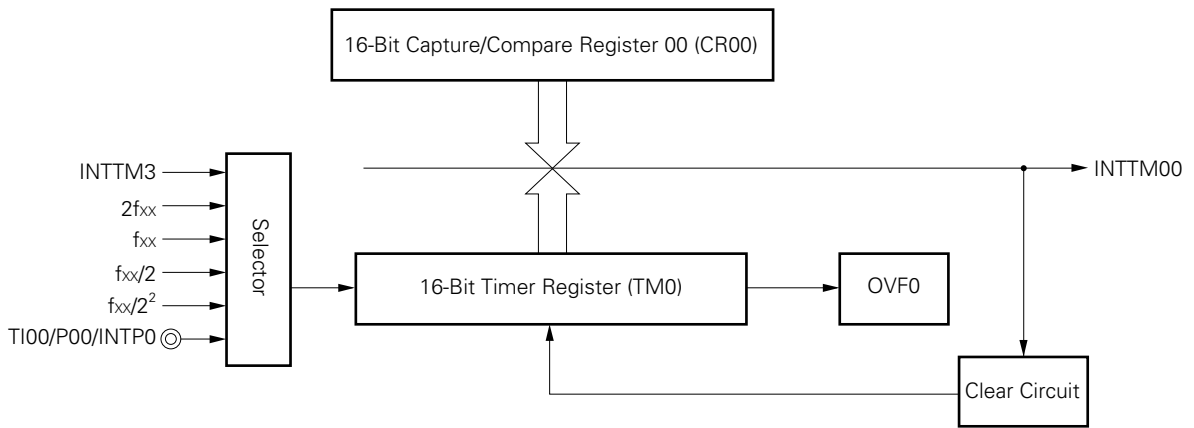 16-Bit Capture/Compare Register 00 (CR00)
INTTM3
INTTM00
2fxx
fxx
fxx/2
fxx/2²
TI00/P00/INTP0
Selector
16-Bit Timer Register (TM0)
OVF0
Clear Circuit